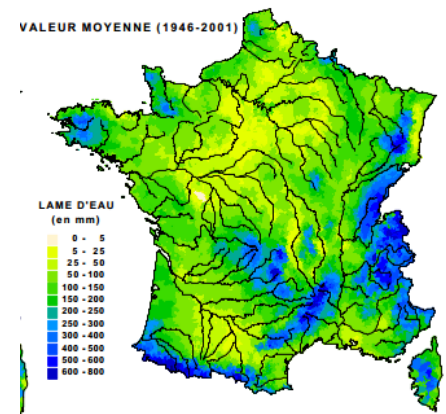 VALEUR MOYENNE (1946-2001)
LAME D'EAU
(en mm)
0 - 5
5 - 25
25 - 50
50 - 100
100 - 150
150 - 200
200 - 250
250 - 300
300 - 400
400 - 500
500 - 600
600 - 800